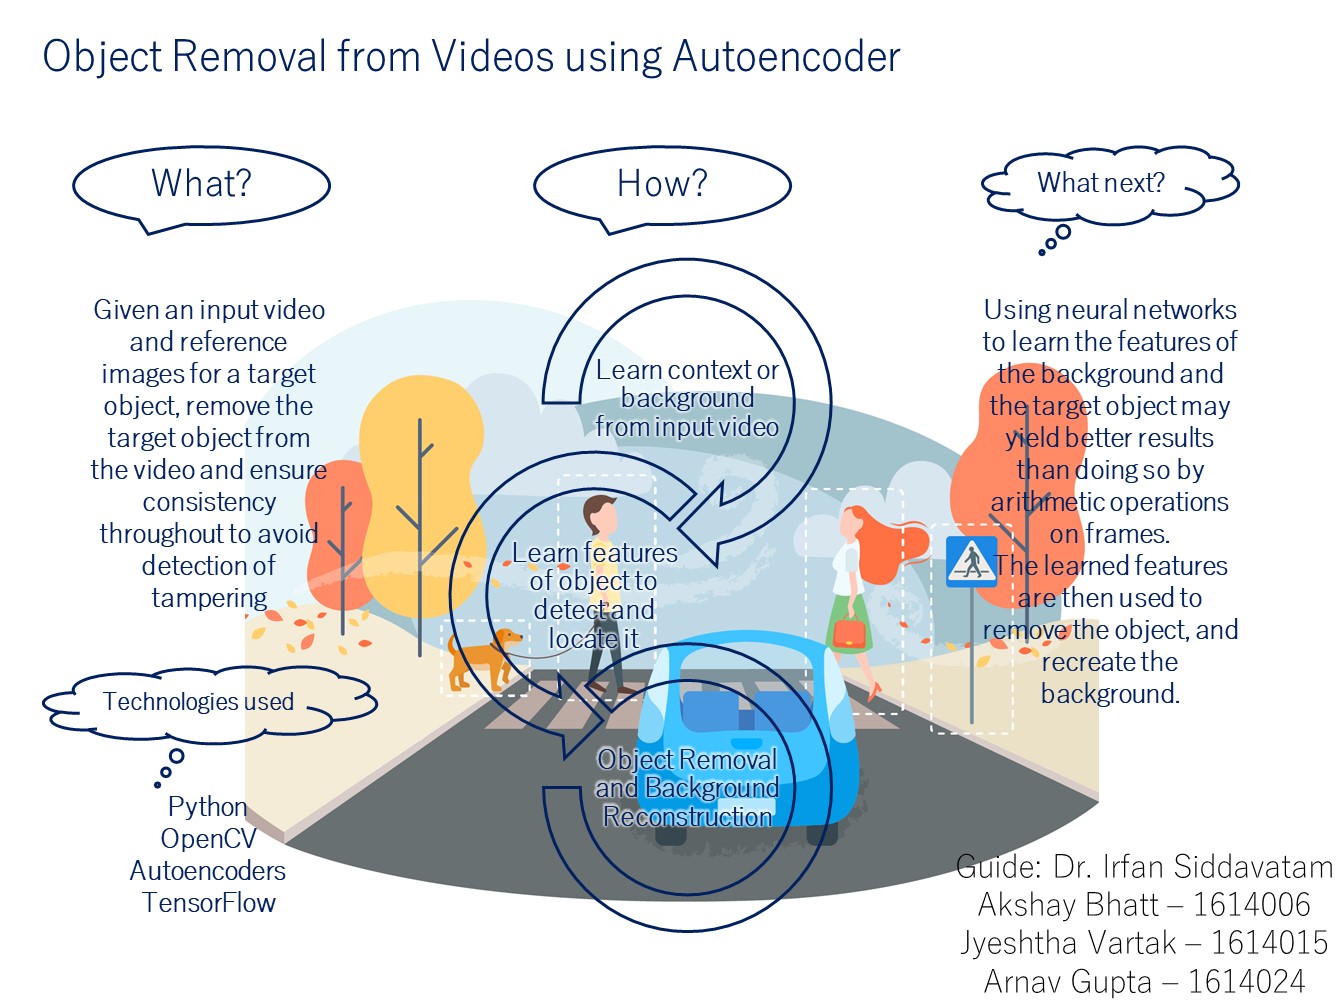 Object Removal from Videos using Autoencoder
What?
Given an input video
and reference
images for a target
object, remove the
target object from
the video and ensure
consistency
throughout to avoid
detection of
tampering
Technologies used
Python
OpenCV
Autoencoders
TensorFlow
How?
Learn context or
background
from input video
Learn features
of object to
detect and
locate it
Object Removal
and Background
Reconstruction
What next?
Using neural networks
to learn the features of
the background and
the target object may
yield better results
than doing so by
arithmetic operations
on frames.
The learned features
are then used to
remove the object, and
recreate the
background.
Guide: Dr. Irfan Siddavatam
Akshay Bhatt – 1614006
Jyeshtha Vartak – 1614015
Arnav Gupta – 1614024